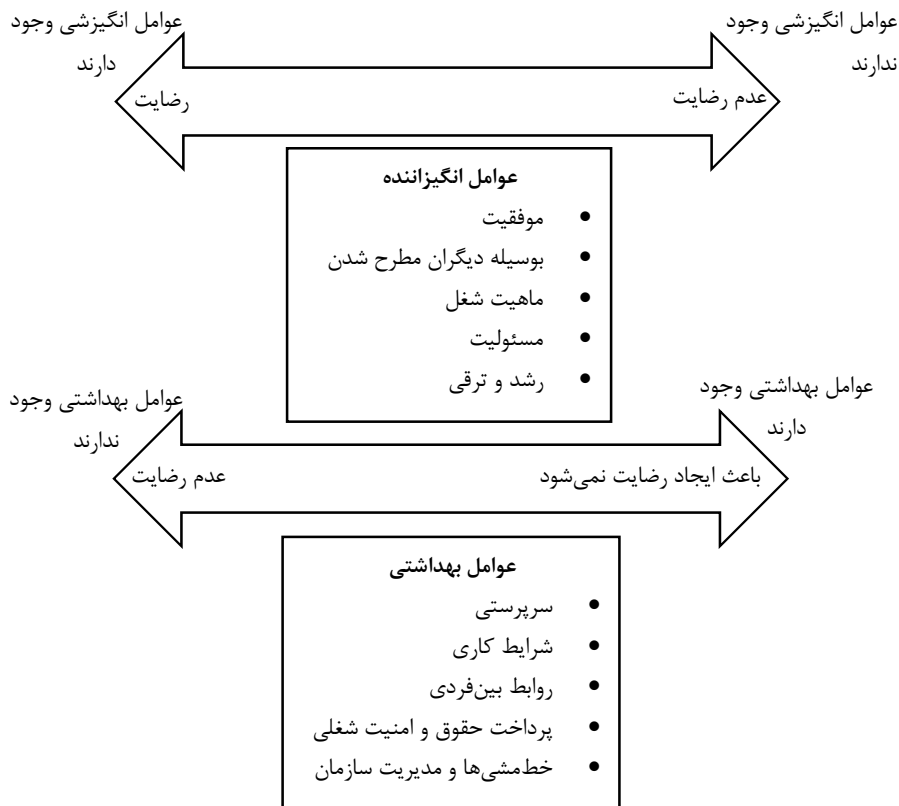 عوامل انگیزشی وجود
ندارند
عوامل انگیزشی وجود
دارند
عدم رضایت
رضایت
عوامل انگیزاننده
• موفقیت
• بوسیله دیگران مطرح شدن
• ماهیت شغل
• مسئولیت
• رشد و ترقی
عوامل بهداشتی وجود
دارند
عوامل بهداشتی وجود
ندارند
باعث ایجاد رضایت نمی‌شود
عدم رضایت
عوامل بهداشتی
• سرپرستی
• شرایط کاری
• روابط بین‌فردی
• پرداخت حقوق و امنیت شغلی
• خط‌مشی‌ها و مدیریت سازمان